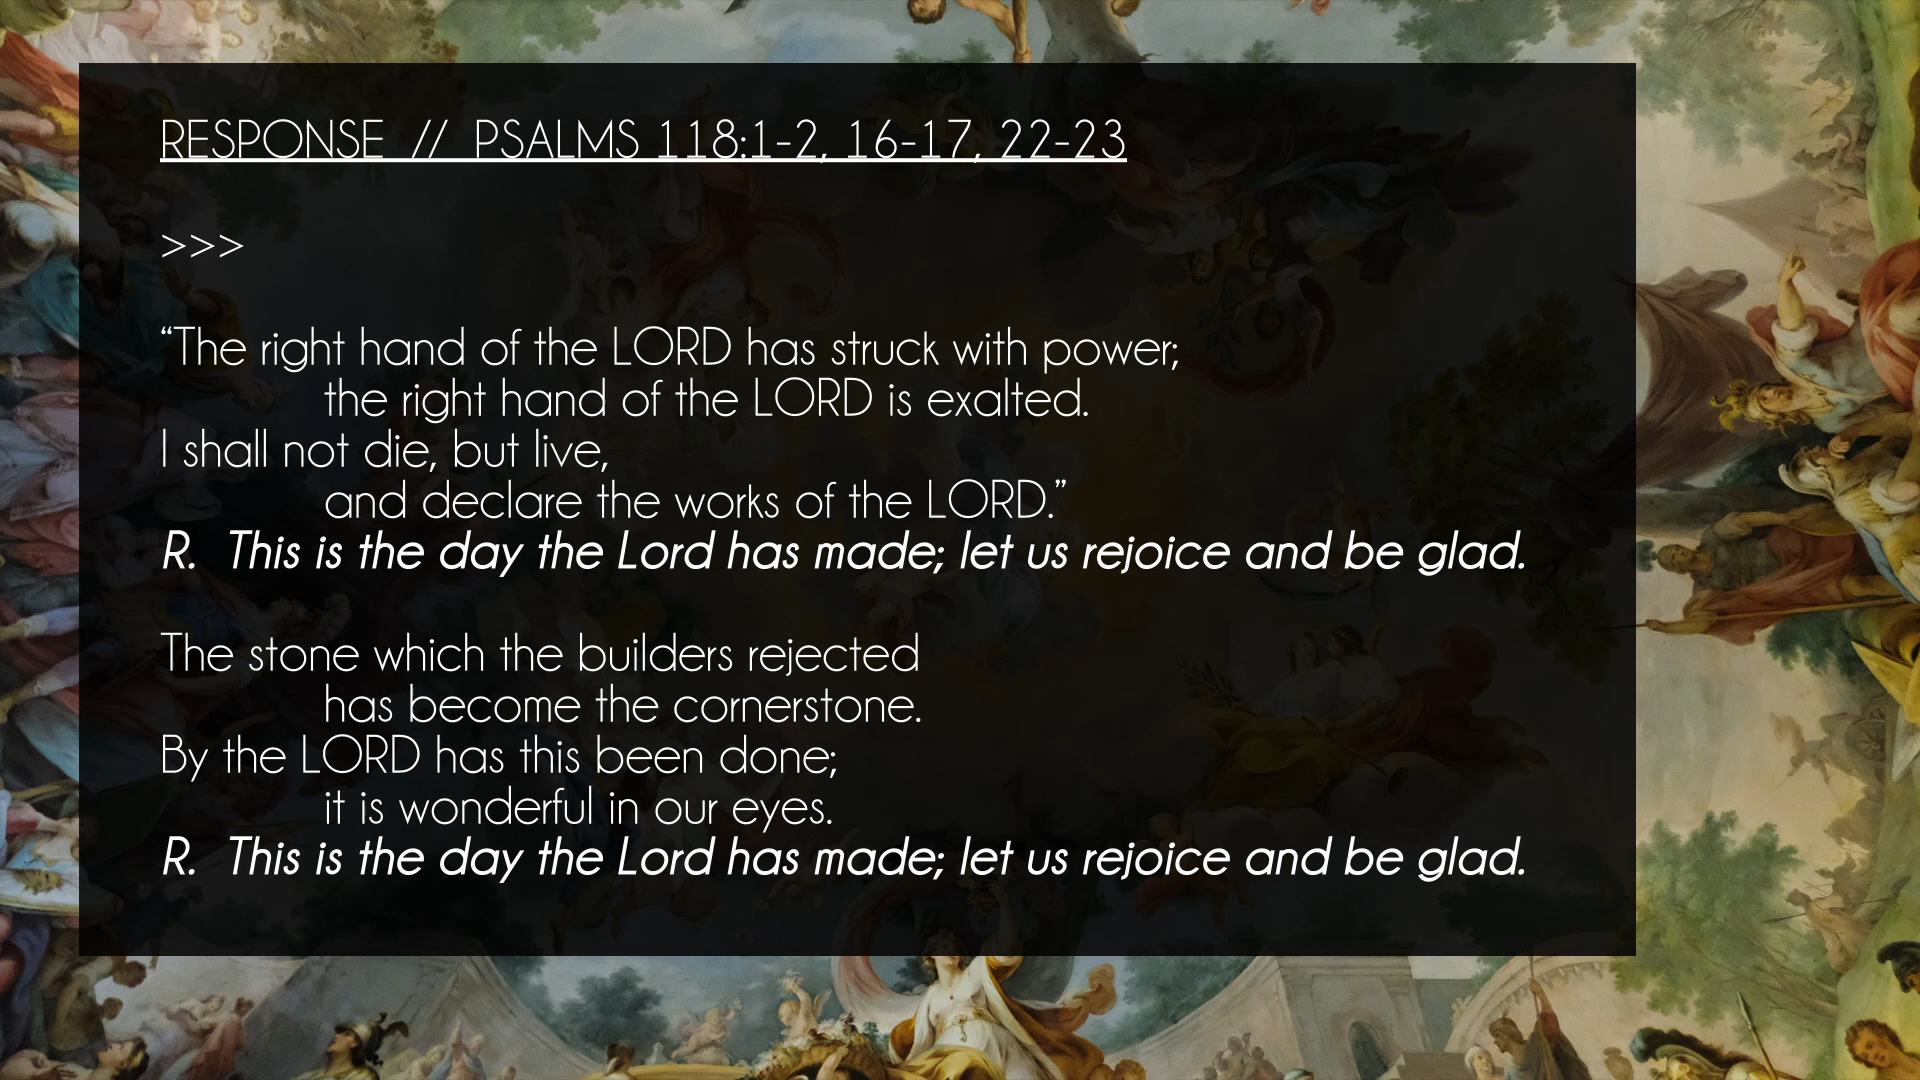 RESPONSE // PSALMS 118:1-2, 16-17, 22-23
>>>
“The right hand of the LORD has struck with power;
the right hand of the LORD is exalted.
I shall not die, but live,
and declare the works of the LORD.”
R. This is the day the Lord has made; let us rejoice and be glad.
The stone which the builders rejected
has become the cornerstone.
By the LORD has this been done;
it is wonderful in our eyes.
R. This is the day the Lord has made; let us rejoice and be glad.